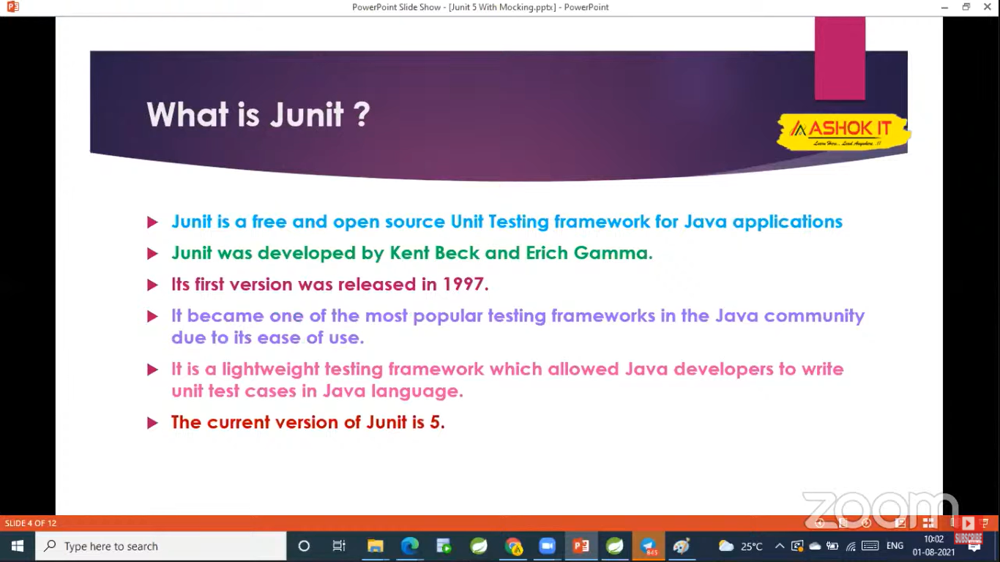 PowerPoint Slide Show - [Junit 5 With Mocking.pptx] - PowerPoint
What is Junit ?
ASHOK IT
Learn Here.. Lead Anywhere..!!
Junit is a free and open source Unit Testing framework for Java applications
Junit was developed by Kent Beck and Erich Gamma.
Its first version was released in 1997.
It became one of the most popular testing frameworks in the Java community
due to its ease of use.
It is a lightweight testing framework which allowed Java developers to write
unit test cases in Java language.
The current version of Junit is 5.
zoom
SLIDE 4 OF 12
SUBSCRIBE
Type here to search
845
25°C
ENG
10:02
01-08-2021